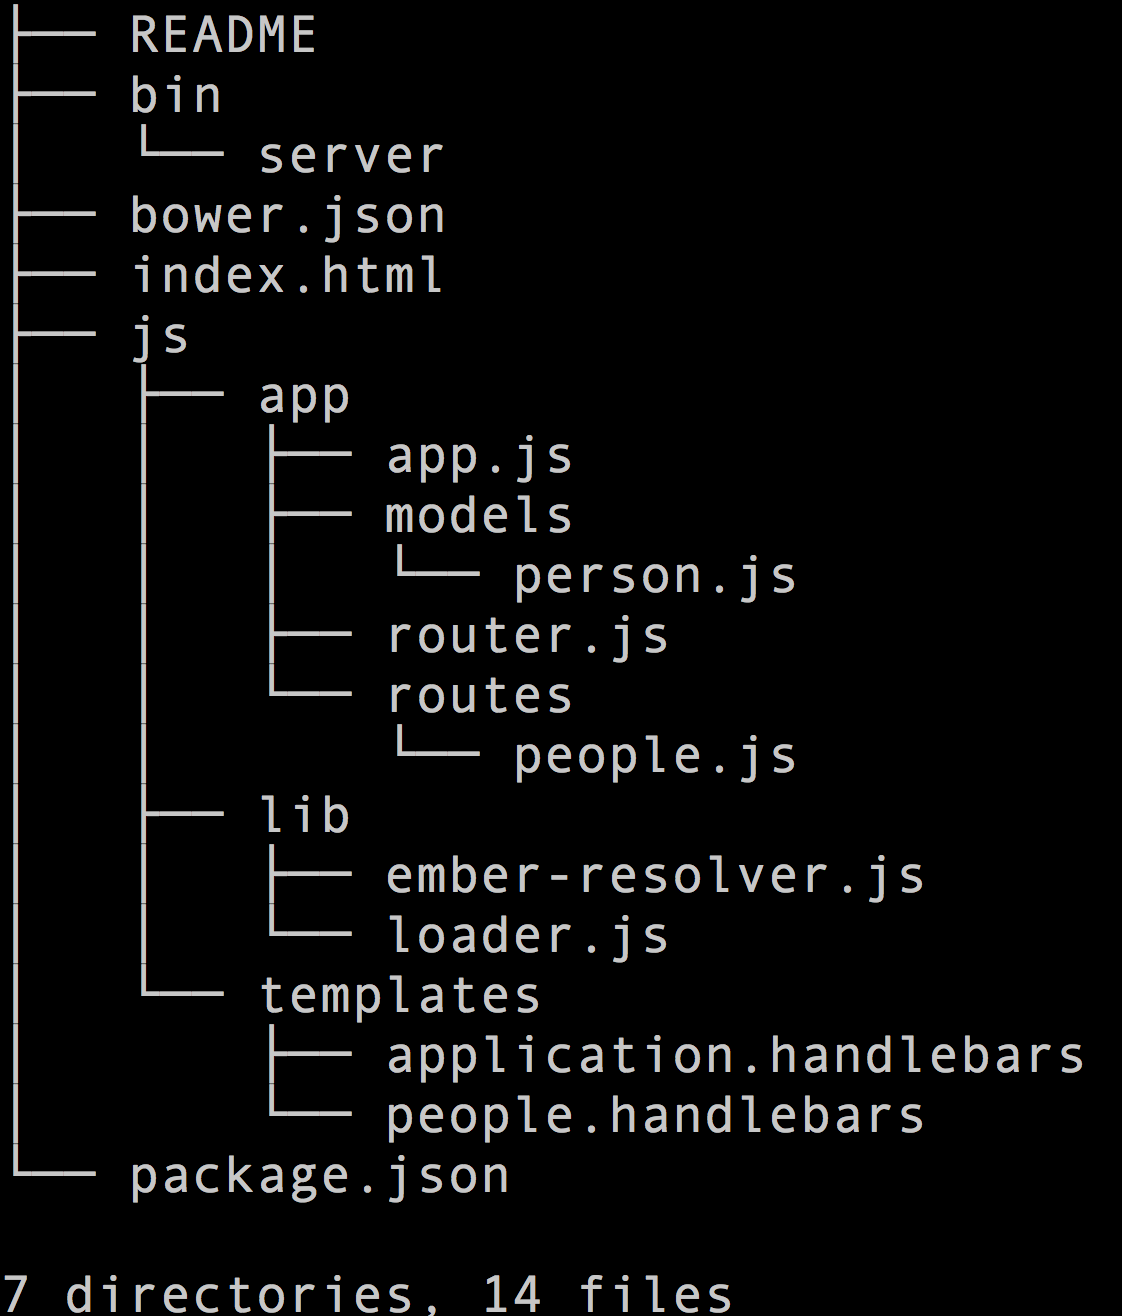 ├── README
├── bin
│   └── server
├── bower.json
├── index.html
├── js
│   ├── app
│   │   ├── app.js
│   │   ├── models
│   │   │   └── person.js
│   │   ├── router.js
│   │   └── routes
│   │       └── people.js
│   ├── lib
│   │   ├── ember-resolver.js
│   │   └── loader.js
│   └── templates
│       ├── application.handlebars
│       └── people.handlebars
└── package.json

7 directories, 14 files